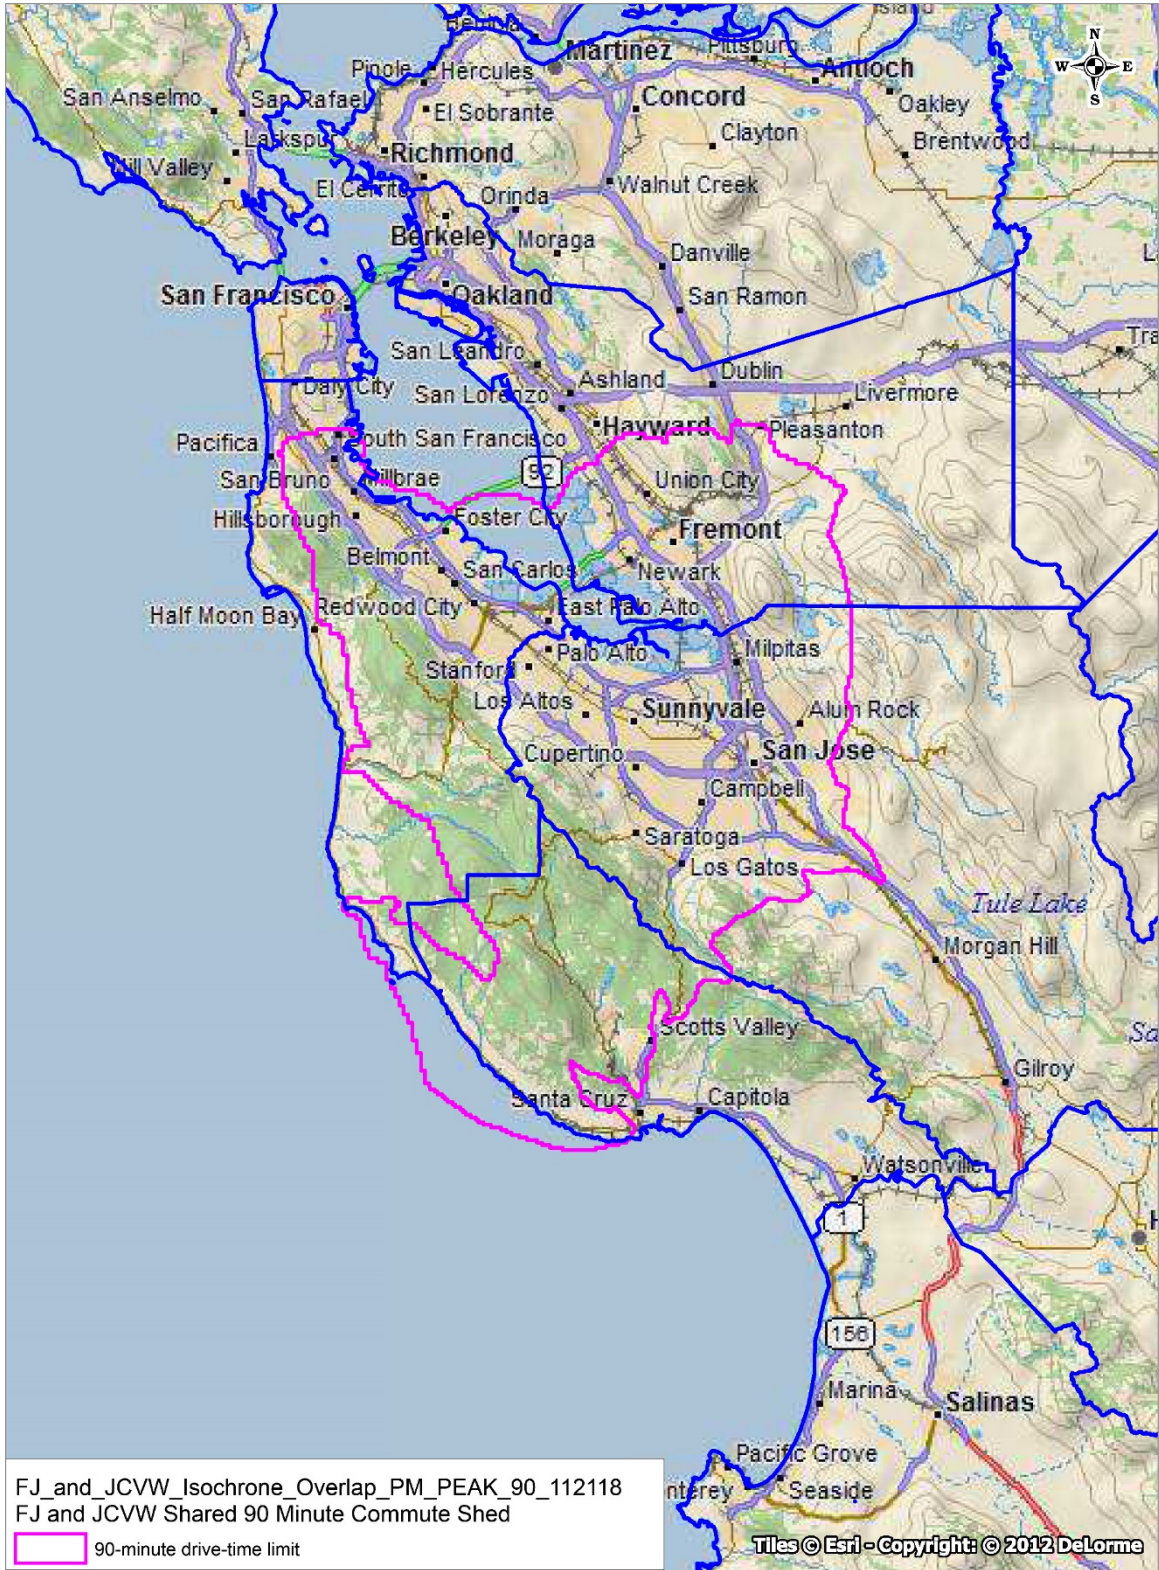 Island
Benicia
Martinez
Pittsburg
Antioch
N
W E
S
Pinole
Hercules
San Anselmo
San Rafael
El Sobrante
Concord
Oakley
Larkspur
Clayton
Brentwood
Richmond
Mill Valley
El Cerrito
Walnut Creek
Orinda
Berkeley
Moraga
Danville
San Francisco
Oakland
San Ramon
Tra
San Leandro
Daly City
Ashland
Dublin
San Lorenzo
Livermore
Pacifica
South San Francisco
Hayward
Pleasanton
San Bruno
Millbrae
92
Union City
Hillsborough
Foster City
Fremont
Belmont
San Carlos
Newark
Half Moon Bay
Redwood City
East Palo Alto
Stanford
Palo Alto
Milpitas
Los Altos
Sunnyvale
Alum Rock
Cupertino
San Jose
Campbell
Saratoga
Los Gatos
Tule Lake
Morgan Hill
Scotts Valley
Sa
Gilroy
Santa Cruz
Capitola
Watsonville
1
H
156
Marina
Salinas
Pacific Grove
nterey
Seaside
FJ_and_JCVW_Isochrone_Overlap_PM_PEAK_90_112118
FJ and JCVW Shared 90 Minute Commute Shed
90-minute drive-time limit
Tiles © Esri - Copyright: © 2012 DeLorme